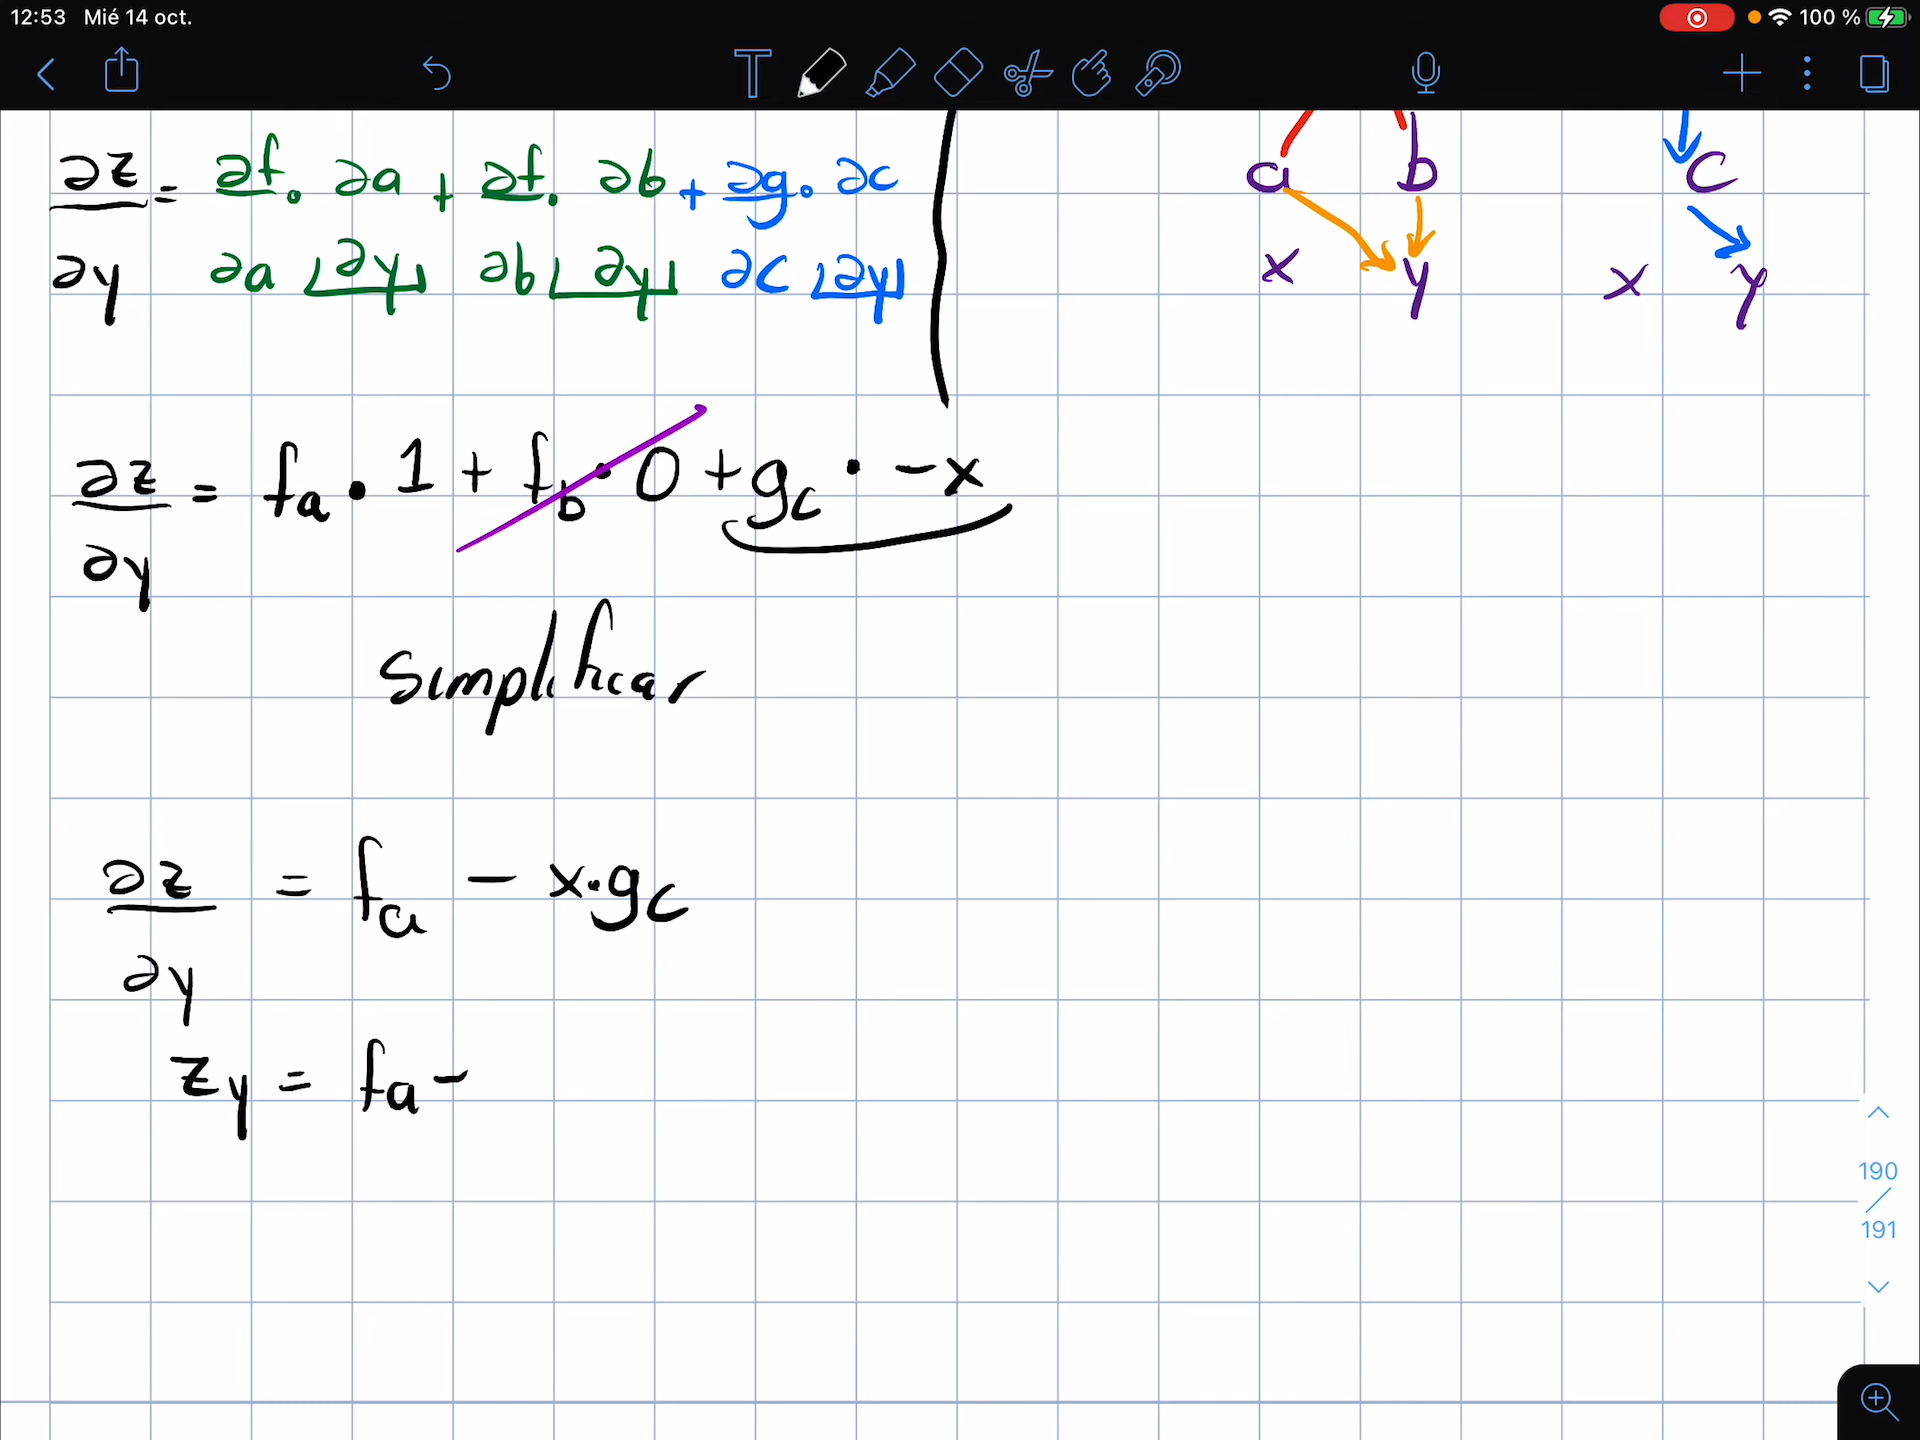 12:53 Mié 14 oct. 100 %
T
∂z = ∂f . ∂a + ∂f . ∂b + ∂g . ∂c
∂y ∂a ∂y ∂b ∂y ∂c ∂y
a b c
x y x y
∂z = fa • 1 + fb • 0 + gc • -x
∂y
Simplificar
∂z = fa - x·gc
∂y
zy = fa -
190
/
191